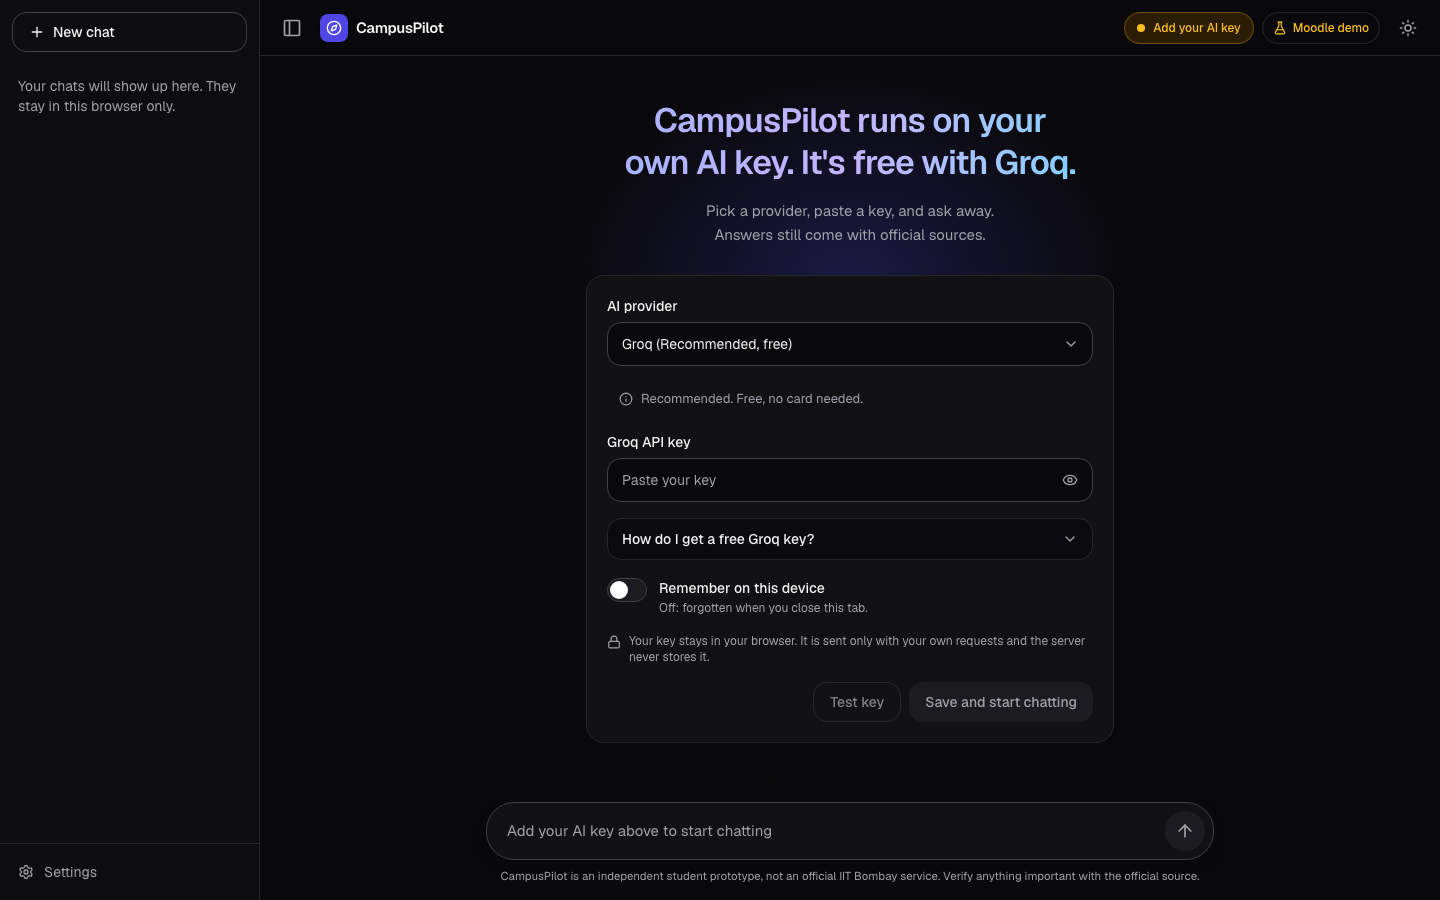 New chat
Your chats will show up here. They
stay in this browser only.
Settings
CampusPilot
Add your AI key
Moodle demo
CampusPilot runs on your
own AI key. It's free with Groq.
Pick a provider, paste a key, and ask away.
Answers still come with official sources.
AI provider
Groq (Recommended, free)
Recommended. Free, no card needed.
Groq API key
Paste your key
How do I get a free Groq key?
Remember on this device
Off: forgotten when you close this tab.
Your key stays in your browser. It is sent only with your own requests and the server
never stores it.
Test key
Save and start chatting
Add your AI key above to start chatting
CampusPilot is an independent student prototype, not an official IIT Bombay service. Verify anything important with the official source.